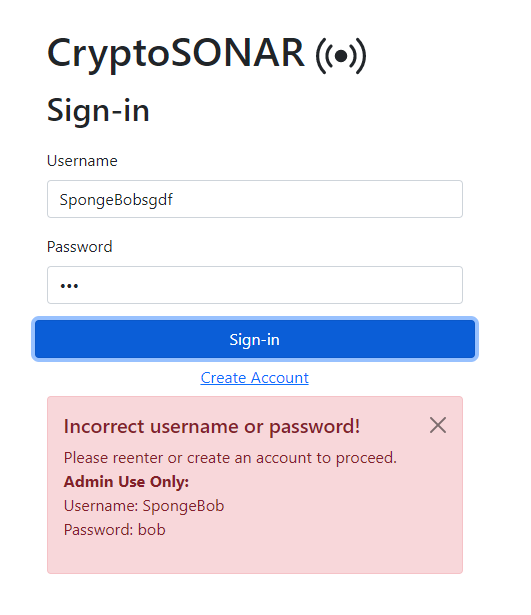 CryptoSONAR
Sign-in
Username
SpongeBobsgdf
Password
•••
Sign-in
Create Account
Incorrect username or password!
Please reenter or create an account to proceed.
Admin Use Only:
Username: SpongeBob
Password: bob